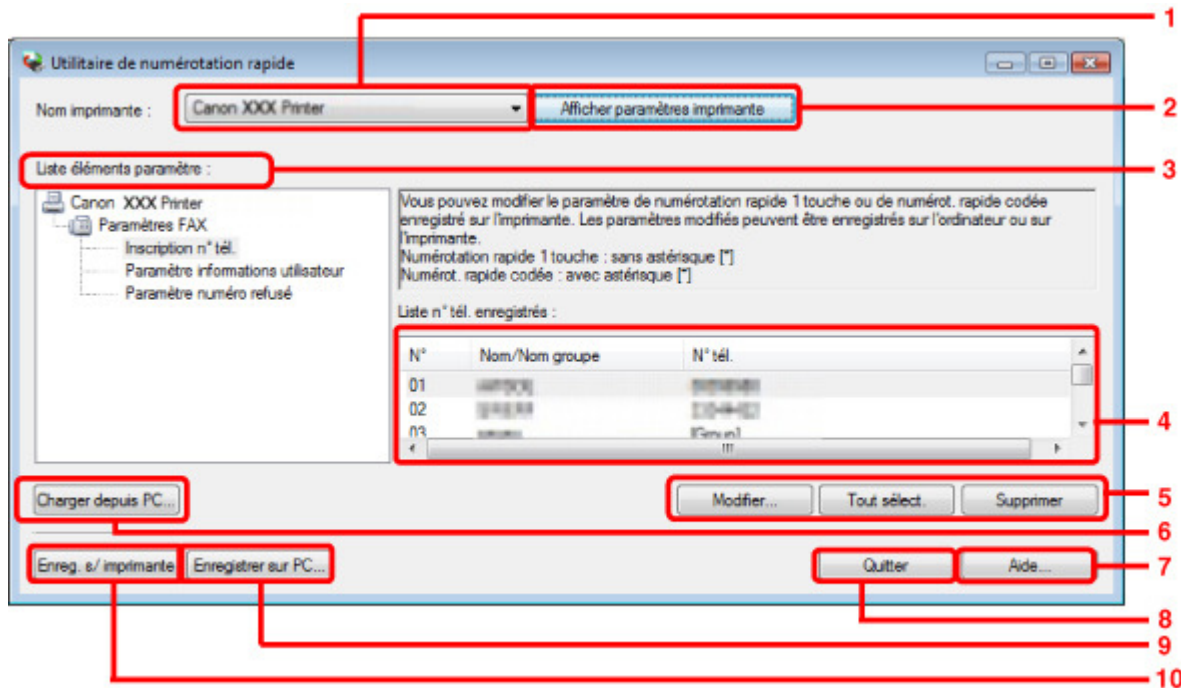 1
Utilitaire de numérotation rapide
Nom imprimante : Canon XXX Printer Afficher paramètres imprimante 2
Liste éléments paramètre : 3
Canon XXX Printer
Paramètres FAX
Inscription n° tél.
Paramètre informations utilisateur
Paramètre numéro refusé
Vous pouvez modifier le paramètre de numérotation rapide 1 touche ou de numérot. rapide codée
enregistré sur l'imprimante. Les paramètres modifiés peuvent être enregistrés sur l'ordinateur ou sur
l'imprimante.
Numérotation rapide 1 touche : sans astérisque [*]
Numérot. rapide codée : avec astérisque [*]
Liste n° tél. enregistrés :
N° Nom/Nom groupe N° tél.
01
02
03 [Group]
4
Charger depuis PC... Modifier... Tout sélect. Supprimer 5
6
Enreg. s/ imprimante Enregistrer sur PC... Quitter Aide... 7
8
9
10